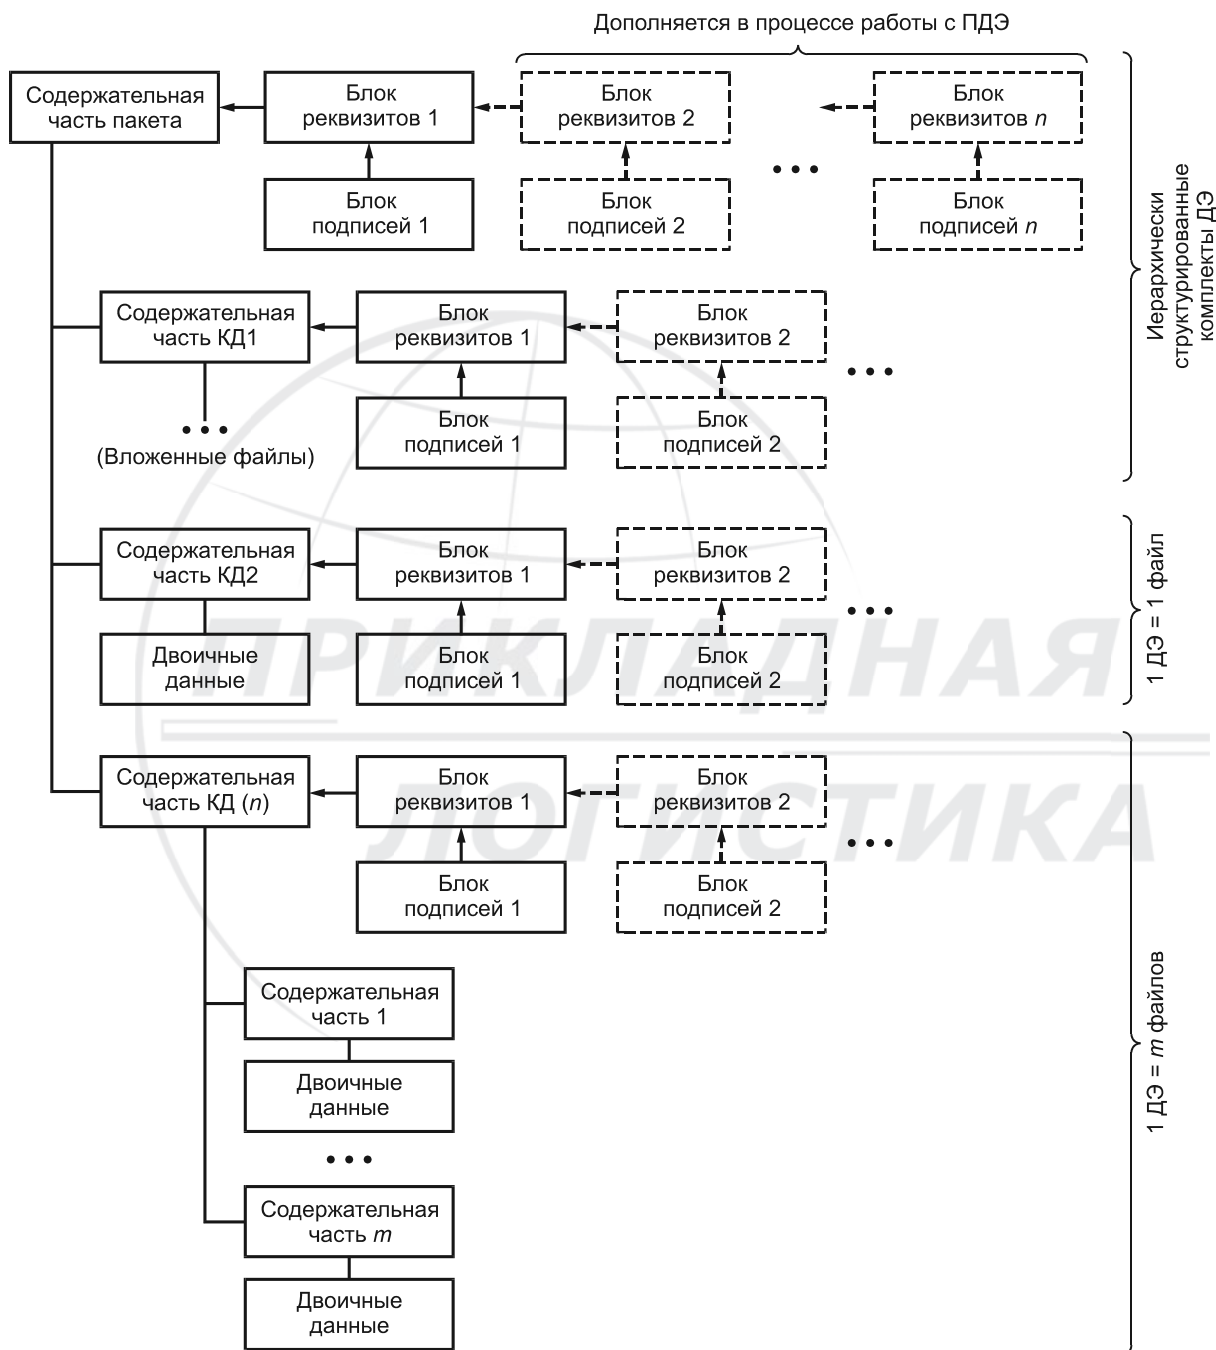 Дополняется в процессе работы с ПДЭ
Содержательная
часть пакета
Блок
реквизитов 1
Блок
реквизитов 2
Блок
реквизитов n
Блок
подписей 1
Блок
подписей 2
Блок
подписей n
Иерархически
структурированные
комплекты ДЭ
Содержательная
часть КД1
Блок
реквизитов 1
Блок
реквизитов 2
Блок
подписей 1
Блок
подписей 2
(Вложенные файлы)
Содержательная
часть КД2
Блок
реквизитов 1
Блок
реквизитов 2
1 ДЭ = 1 файл
Двоичные
данные
Блок
подписей 1
Блок
подписей 2
ПРИКЛАДНАЯ
ЛОГИСТИКА
Содержательная
часть КД (n)
Блок
реквизитов 1
Блок
реквизитов 2
Блок
подписей 1
Блок
подписей 2
1 ДЭ = m файлов
Содержательная
часть 1
Двоичные
данные
Содержательная
часть m
Двоичные
данные